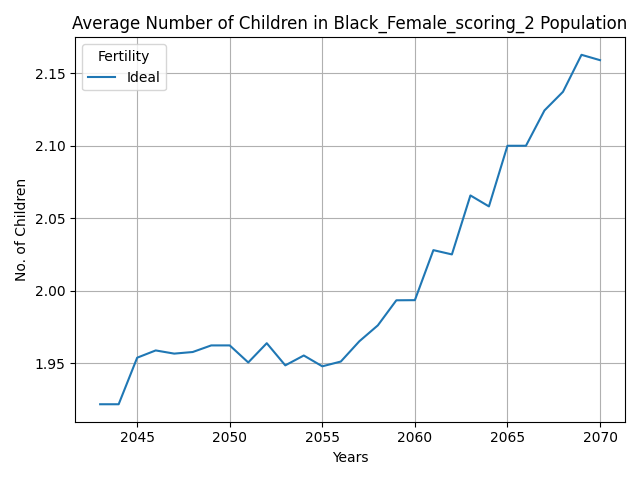 Average Number of Children in Black_Female_scoring_2 Population
Fertility
Ideal
No. of Children
2.15
2.10
2.05
2.00
1.95
2045 2050 2055 2060 2065 2070
Years